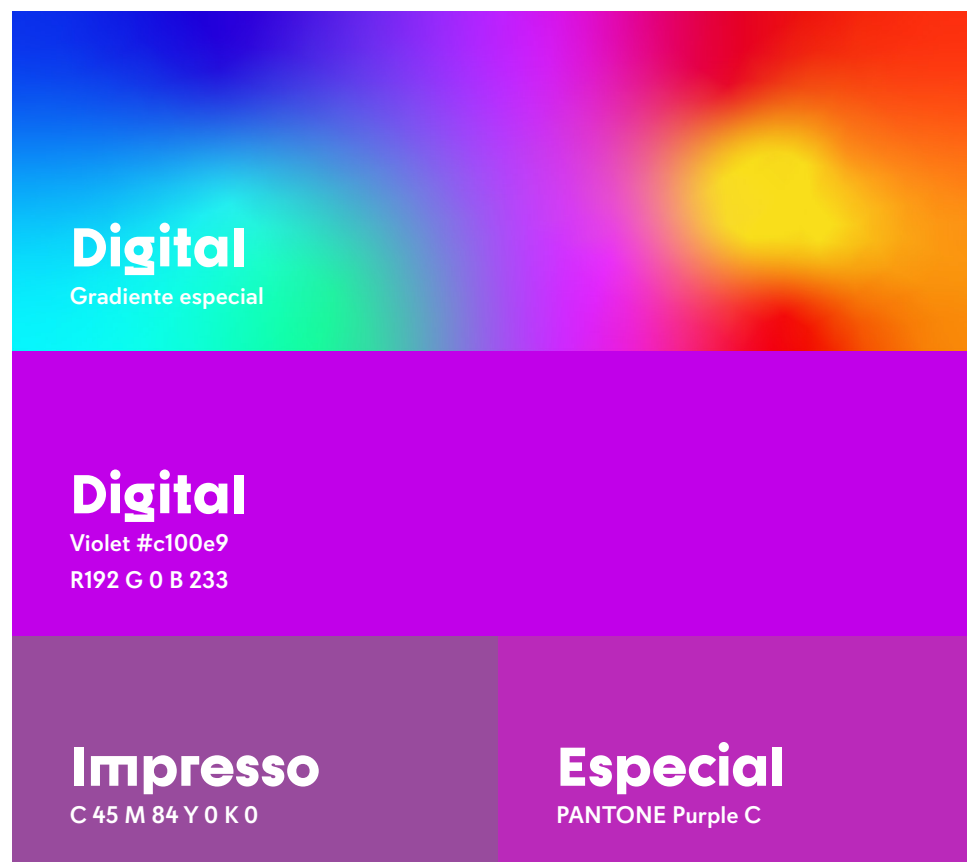 Digital
Gradiente especial
Digital
Violet #c100e9
R192 G 0 B 233
Impresso
C 45 M 84 Y 0 K 0
Especial
PANTONE Purple C